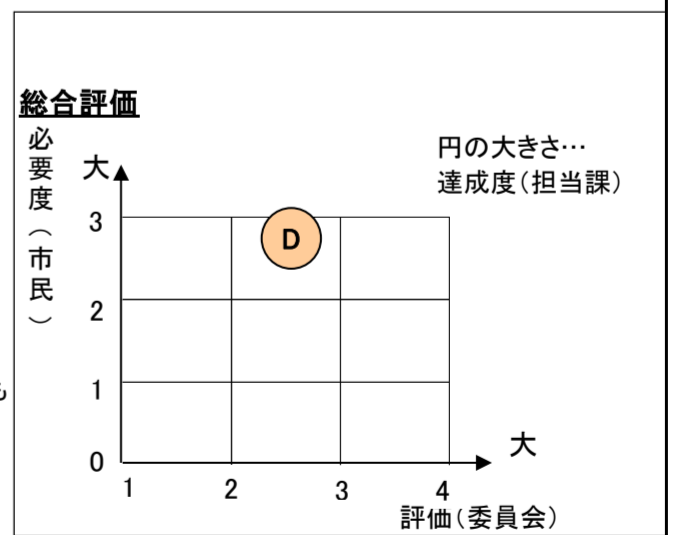 総合評価
必要度(市民)
大
円の大きさ…
達成度(担当課)
3
D
2
1
も
0
大
1 2 3 4
評価(委員会)